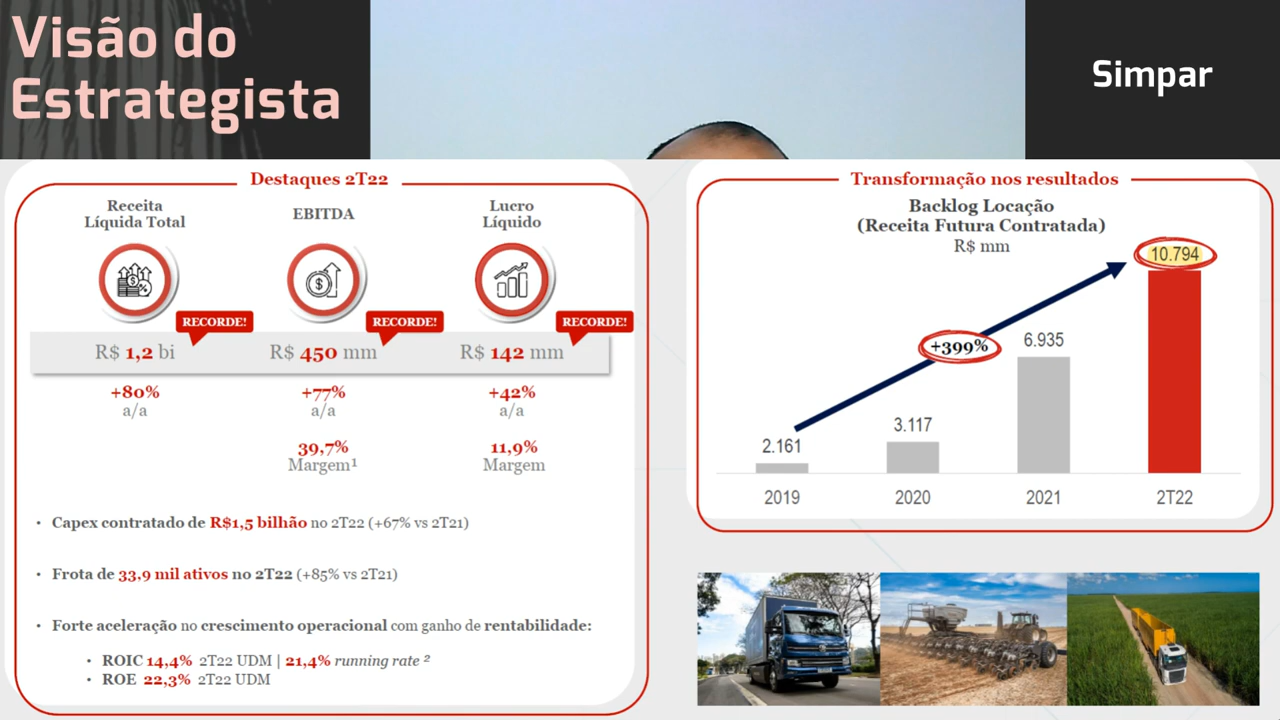 Visão do
Estrategista
Simpar
Destaques 2T22
Receita
Líquida Total
EBITDA
Lucro
Líquido
RECORDE!
RECORDE!
RECORDE!
R$ 1,2 bi
R$ 450 mm
R$ 142 mm
+80%
a/a
+77%
a/a
+42%
a/a
39,7%
Margem¹
11,9%
Margem
• Capex contratado de R$1,5 bilhão no 2T22 (+67% vs 2T21)
• Frota de 33,9 mil ativos no 2T22 (+85% vs 2T21)
• Forte aceleração no crescimento operacional com ganho de rentabilidade:
• ROIC 14,4% 2T22 UDM | 21,4% running rate ²
• ROE 22,3% 2T22 UDM
Transformação nos resultados
Backlog Locação
(Receita Futura Contratada)
R$ mm
10.794
+399%
6.935
3.117
2.161
2019
2020
2021
2T22